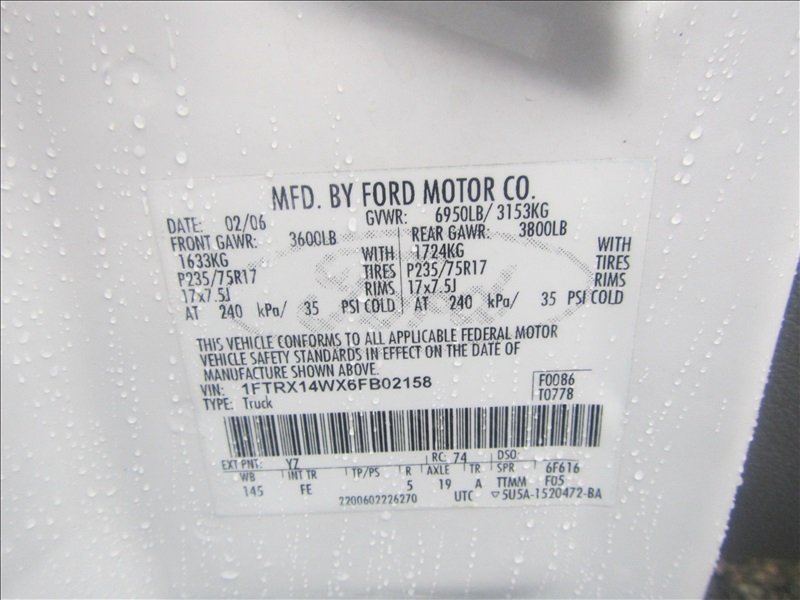 MFD. BY FORD MOTOR CO.
DATE: 02/06 GVWR: 6950LB/ 3153KG
FRONT GAWR: 3600LB REAR GAWR: 3800LB
1633KG WITH 1724KG WITH
P235/75R17 TIRES P235/75R17 TIRES
17x7.5J RIMS 17x7.5J RIMS
AT 240 kPa/ 35 PSI COLD AT 240 kPa/ 35 PSI COLD
THIS VEHICLE CONFORMS TO ALL APPLICABLE FEDERAL MOTOR
VEHICLE SAFETY STANDARDS IN EFFECT ON THE DATE OF
MANUFACTURE SHOWN ABOVE.
VIN: 1FTRX14WX6FB02158 F0086
TYPE: Truck T0778
EXT PNT: YZ RC: 74 DSO:
WB INT TR TP/PS R AXLE TR SPR 6F616
145 FE 5 19 A TTMM F05
2200602226270 UTC ▽5U5A-1520472-BA